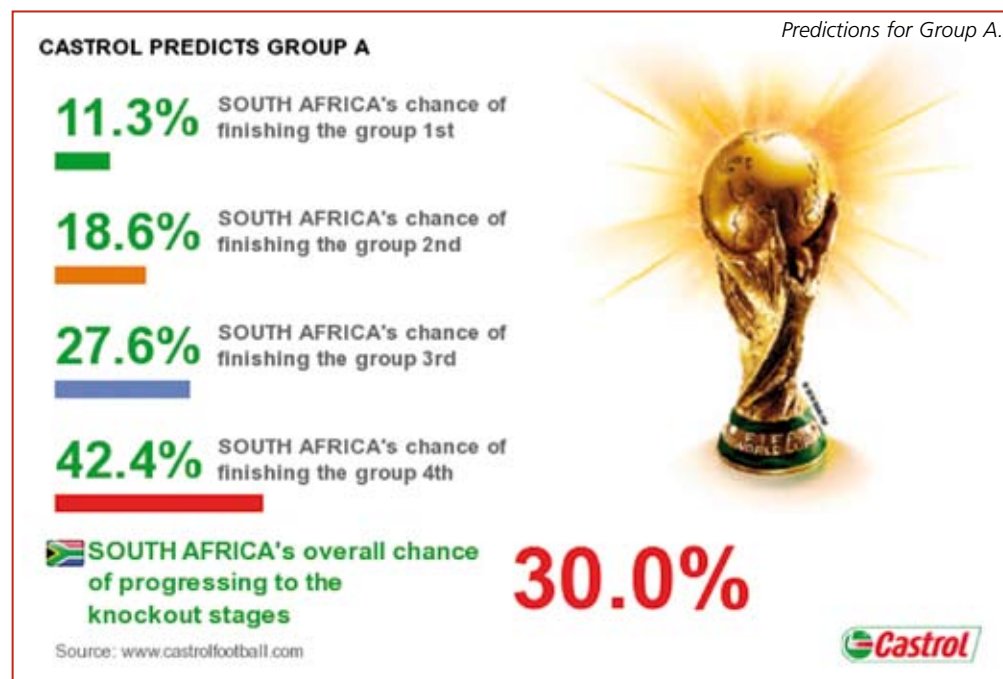 Predictions for Group A.
CASTROL PREDICTS GROUP A
11.3%
SOUTH AFRICA's chance of
finishing the group 1st
18.6%
SOUTH AFRICA's chance of
finishing the group 2nd
27.6%
SOUTH AFRICA's chance of
finishing the group 3rd
42.4%
SOUTH AFRICA's chance of
finishing the group 4th
SOUTH AFRICA's overall chance
of progressing to the
knockout stages
30.0%
Source: www.castrolfootball.com
Castrol